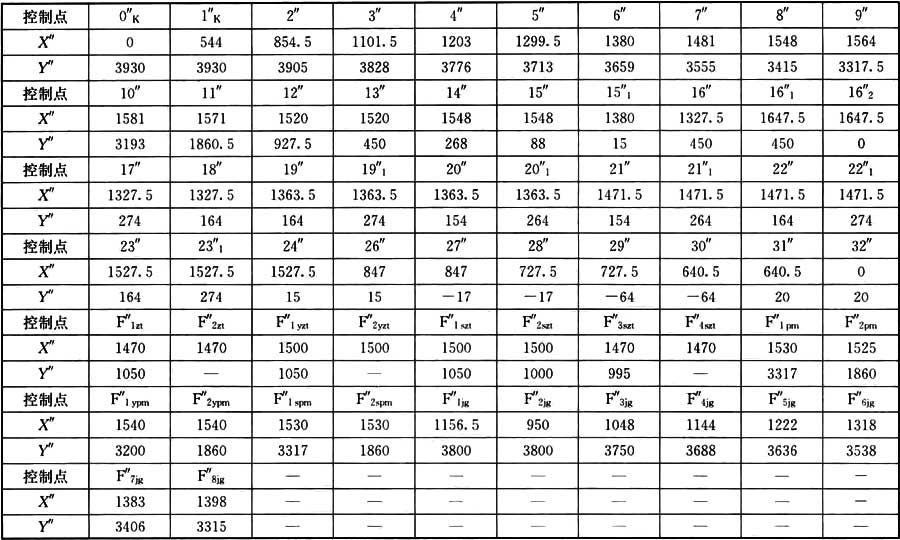 控制点 0″K 1″K 2″ 3″ 4″ 5″ 6″ 7″ 8″ 9″
X″ 0 544 854.5 1101.5 1203 1299.5 1380 1481 1548 1564
Y″ 3930 3930 3905 3828 3776 3713 3659 3555 3415 3317.5
控制点 10″ 11″ 12″ 13″ 14″ 15″ 15″1 16″ 16″1 16″2
X″ 1581 1571 1520 1520 1548 1548 1380 1327.5 1647.5 1647.5
Y″ 3193 1860.5 927.5 450 268 88 15 450 450 0
控制点 17″ 18″ 19″ 19″1 20″ 20″1 21″ 21″1 22″ 22″1
X″ 1327.5 1327.5 1363.5 1363.5 1363.5 1363.5 1471.5 1471.5 1471.5 1471.5
Y″ 274 164 164 274 154 264 154 264 164 274
控制点 23″ 23″1 24″ 26″ 27″ 28″ 29″ 30″ 31″ 32″
X″ 1527.5 1527.5 1527.5 847 847 727.5 727.5 640.5 640.5 0
Y″ 164 274 15 15 −17 −17 −64 −64 20 20
控制点 F″1zt F″2zt F″1yzt F″2yzt F″1szt F″2szt F″3szt F″4szt F″1pm F″2pm
X″ 1470 1470 1500 1500 1500 1500 1470 1470 1530 1525
Y″ 1050 — 1050 — 1050 1000 995 — 3317 1860
控制点 F″1ypm F″2ypm F″1spm F″2spm F″1jg F″2jg F″3jg F″4jg F″5jg F″6jg
X″ 1540 1540 1530 1530 1156.5 950 1048 1144 1222 1318
Y″ 3200 1860 3317 1860 3800 3800 3750 3688 3636 3538
控制点 F″7jg F″8jg — — — — — — — —
X″ 1383 1398 — — — — — — — —
Y″ 3406 3315 — — — — — — — —